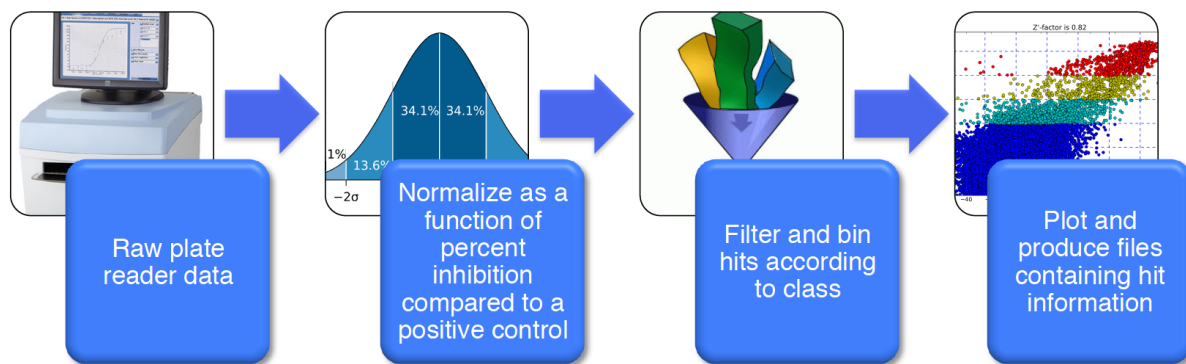 Raw plate
reader data
34.1% 34.1%
1%
13.6%
−2σ
Normalize as a
function of
percent
inhibition
compared to a
positive control
Filter and bin
hits according
to class
Z'-factor is 0.82
−40
Plot and
produce files
containing hit
information